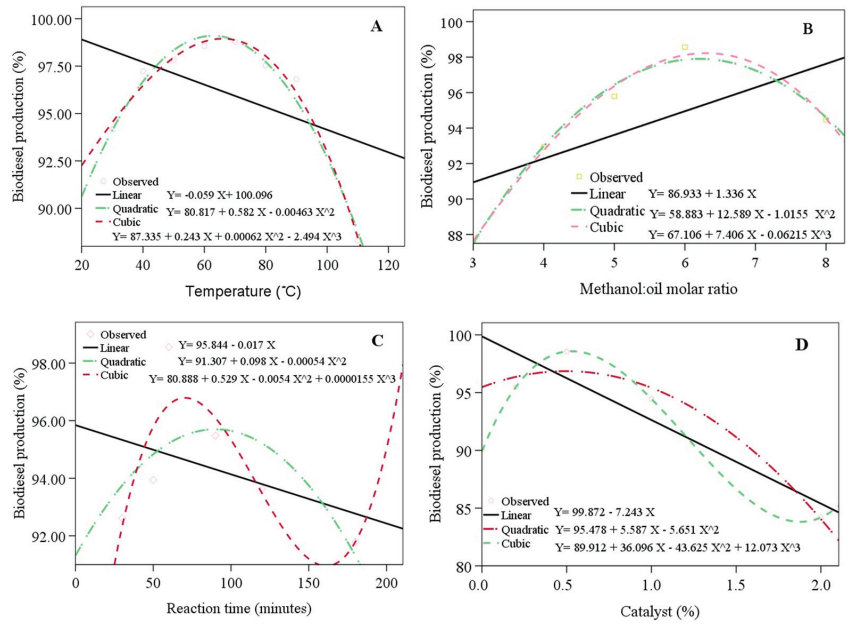 A
Biodiesel production (%)
100.00
97.50
95.00
92.50
90.00
Observed
Linear Y= -0.059 X+ 100.096
Quadratic Y= 80.817 + 0.582 X - 0.00463 X^2
Cubic
Y= 87.335 + 0.243 X + 0.00062 X^2 - 2.494 X^3
20 40 60 80 100 120
Temperature (°C)
B
Biodiesel production (%)
100
98
96
94
92
90
88
Observed
Linear Y= 86.933 + 1.336 X
Quadratic Y= 58.883 + 12.589 X - 1.0155 X^2
Cubic Y= 67.106 + 7.406 X - 0.06215 X^3
3 4 5 6 7 8
Methanol:oil molar ratio
C
Biodiesel production (%)
98.00
96.00
94.00
92.00
Observed
Linear Y= 95.844 - 0.017 X
Quadratic Y= 91.307 + 0.098 X - 0.00054 X^2
Cubic
Y= 80.888 + 0.529 X - 0.0054 X^2 + 0.0000155 X^3
0 50 100 150 200
Reaction time (minutes)
D
Biodiesel production (%)
100
95
90
85
80
Observed
Linear Y= 99.872 - 7.243 X
Quadratic Y= 95.478 + 5.587 X - 5.651 X^2
Cubic Y= 89.912 + 36.096 X - 43.625 X^2 + 12.073 X^3
0.0 0.5 1.0 1.5 2.0
Catalyst (%)